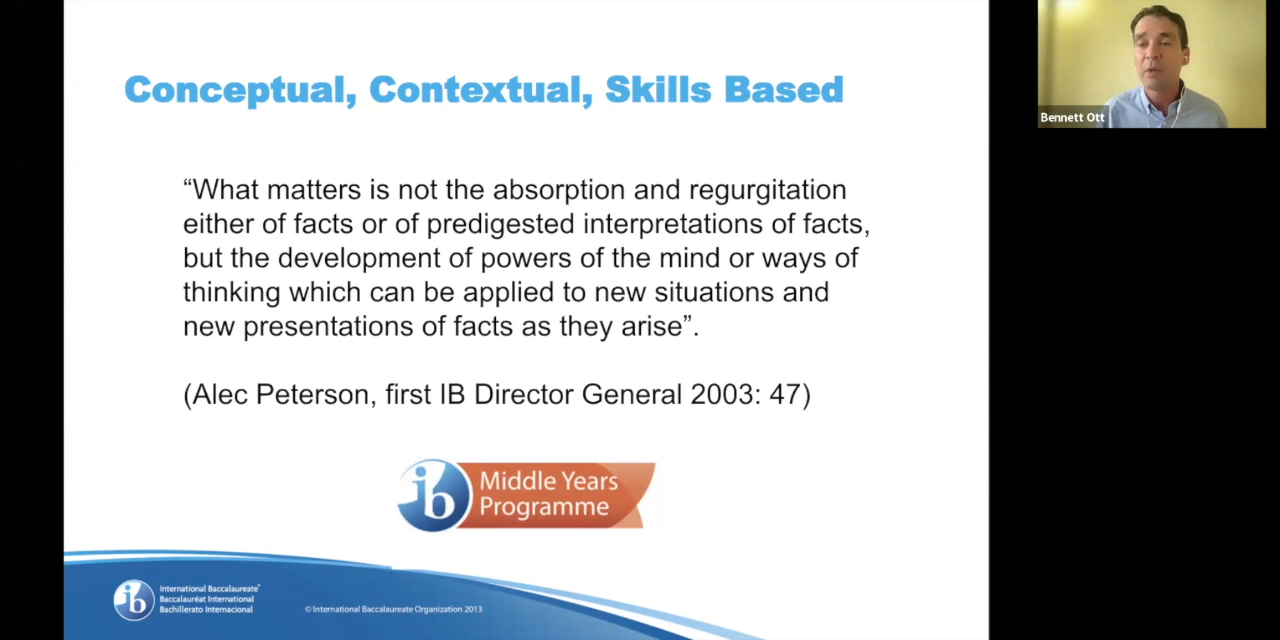 Conceptual, Contextual, Skills Based
“What matters is not the absorption and regurgitation
either of facts or of predigested interpretations of facts,
but the development of powers of the mind or ways of
thinking which can be applied to new situations and
new presentations of facts as they arise”.
(Alec Peterson, first IB Director General 2003: 47)
ib Middle Years
Programme
ib
International Baccalaureate®
Baccalauréat International
Bachillerato Internacional
© International Baccalaureate Organization 2013
Bennett Ott